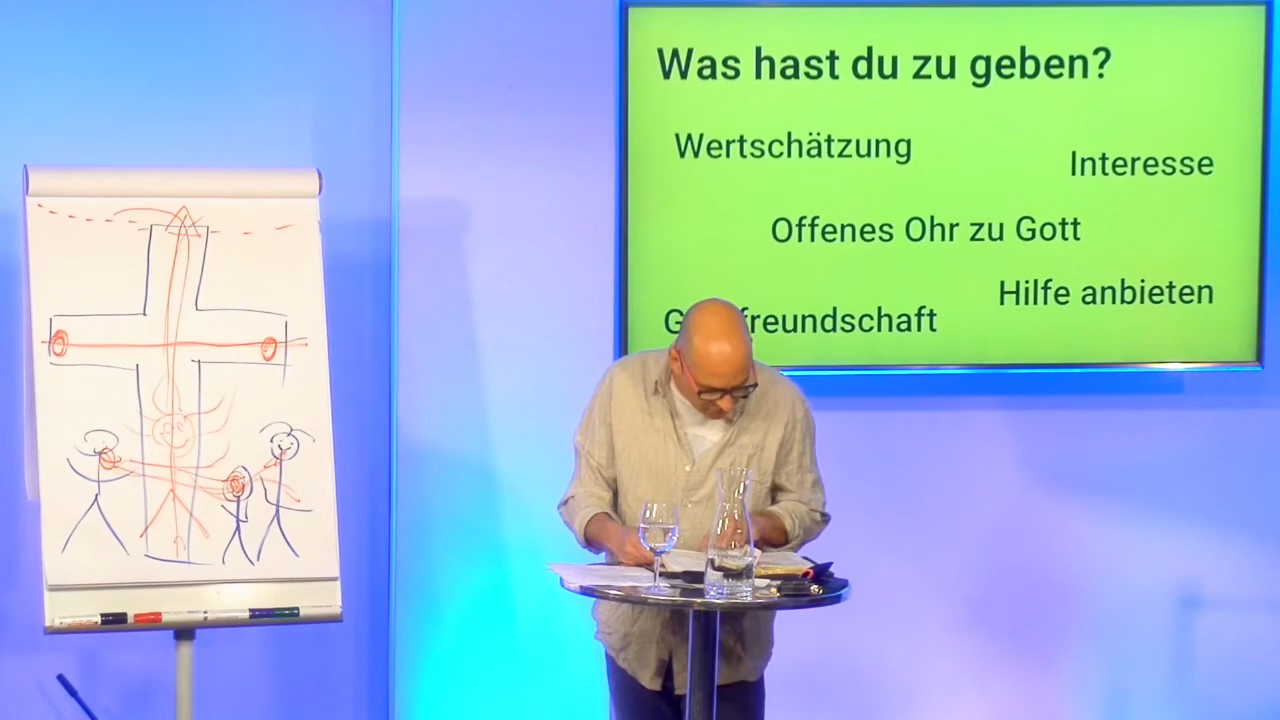 Was hast du zu geben?
Wertschätzung
Interesse
Offenes Ohr zu Gott
Hilfe anbieten